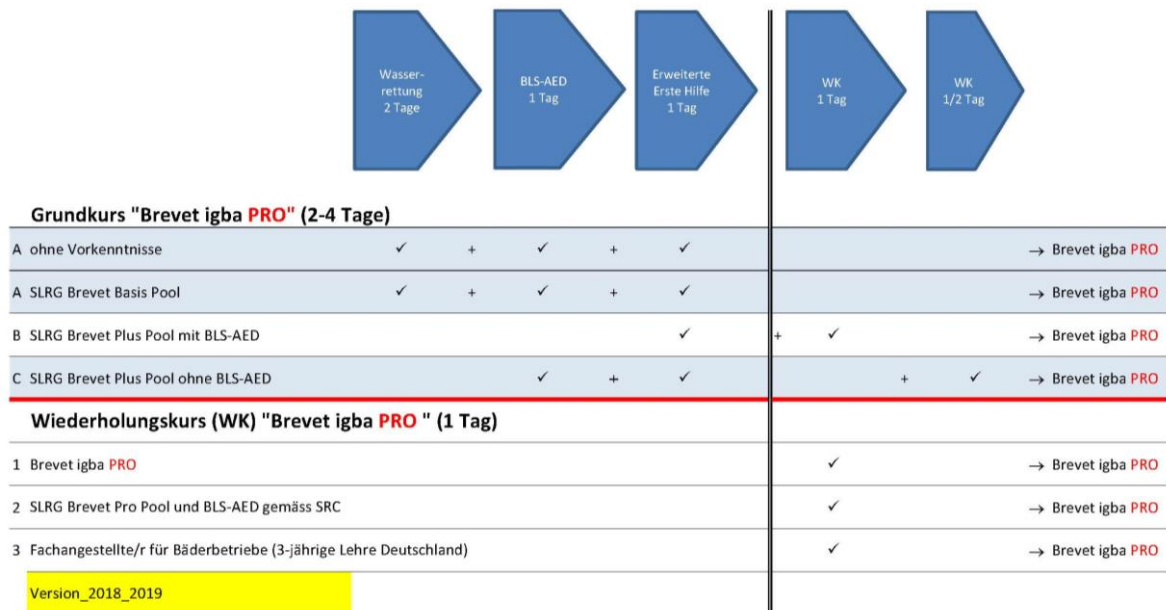 Wasser-
rettung
2 Tage
BLS-AED
1 Tag
Erweiterte
Erste Hilfe
1 Tag
WK
1 Tag
WK
1/2 Tag
Grundkurs "Brevet igba PRO" (2-4 Tage)
A ohne Vorkenntnisse ✓ + ✓ + ✓ → Brevet igba PRO
A SLRG Brevet Basis Pool ✓ + ✓ + ✓ → Brevet igba PRO
B SLRG Brevet Plus Pool mit BLS-AED ✓ + ✓ → Brevet igba PRO
C SLRG Brevet Plus Pool ohne BLS-AED ✓ + ✓ + ✓ → Brevet igba PRO
Wiederholungskurs (WK) "Brevet igba PRO " (1 Tag)
1 Brevet igba PRO ✓ → Brevet igba PRO
2 SLRG Brevet Pro Pool und BLS-AED gemäss SRC ✓ → Brevet igba PRO
3 Fachangestellte/r für Bäderbetriebe (3-jährige Lehre Deutschland) ✓ → Brevet igba PRO
Version_2018_2019